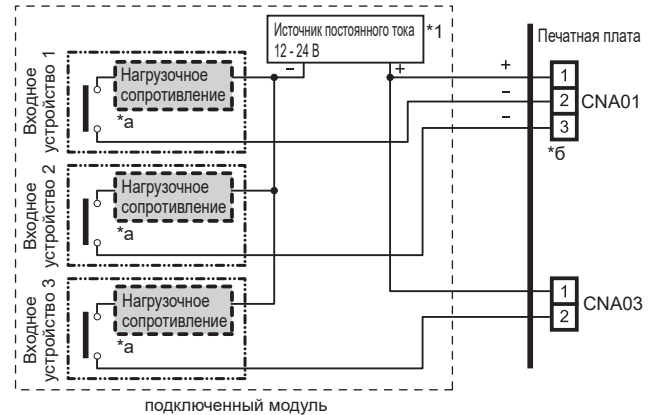 Источник постоянного тока
12 - 24 В
*1
−
+
Печатная плата
+
−
−
1
2
3
CNA01
*б
Входное
устройство 1
Нагрузочное
сопротивление
*а
Входное
устройство 2
Нагрузочное
сопротивление
*а
Входное
устройство 3
Нагрузочное
сопротивление
*а
1
2
CNA03
подключенный модуль